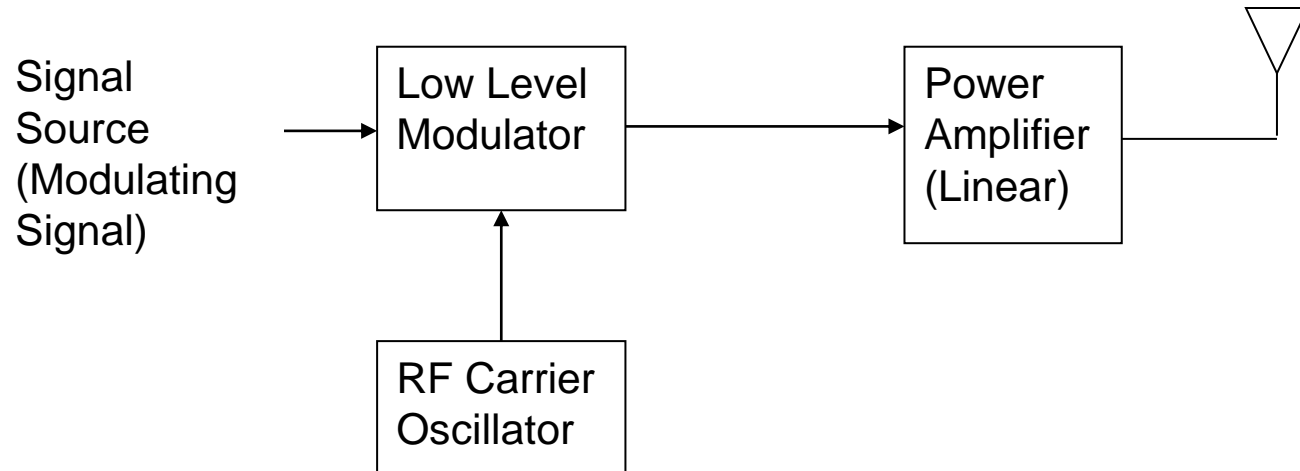 Signal
Source
(Modulating
Signal)
Low Level
Modulator
Power
Amplifier
(Linear)
RF Carrier
Oscillator